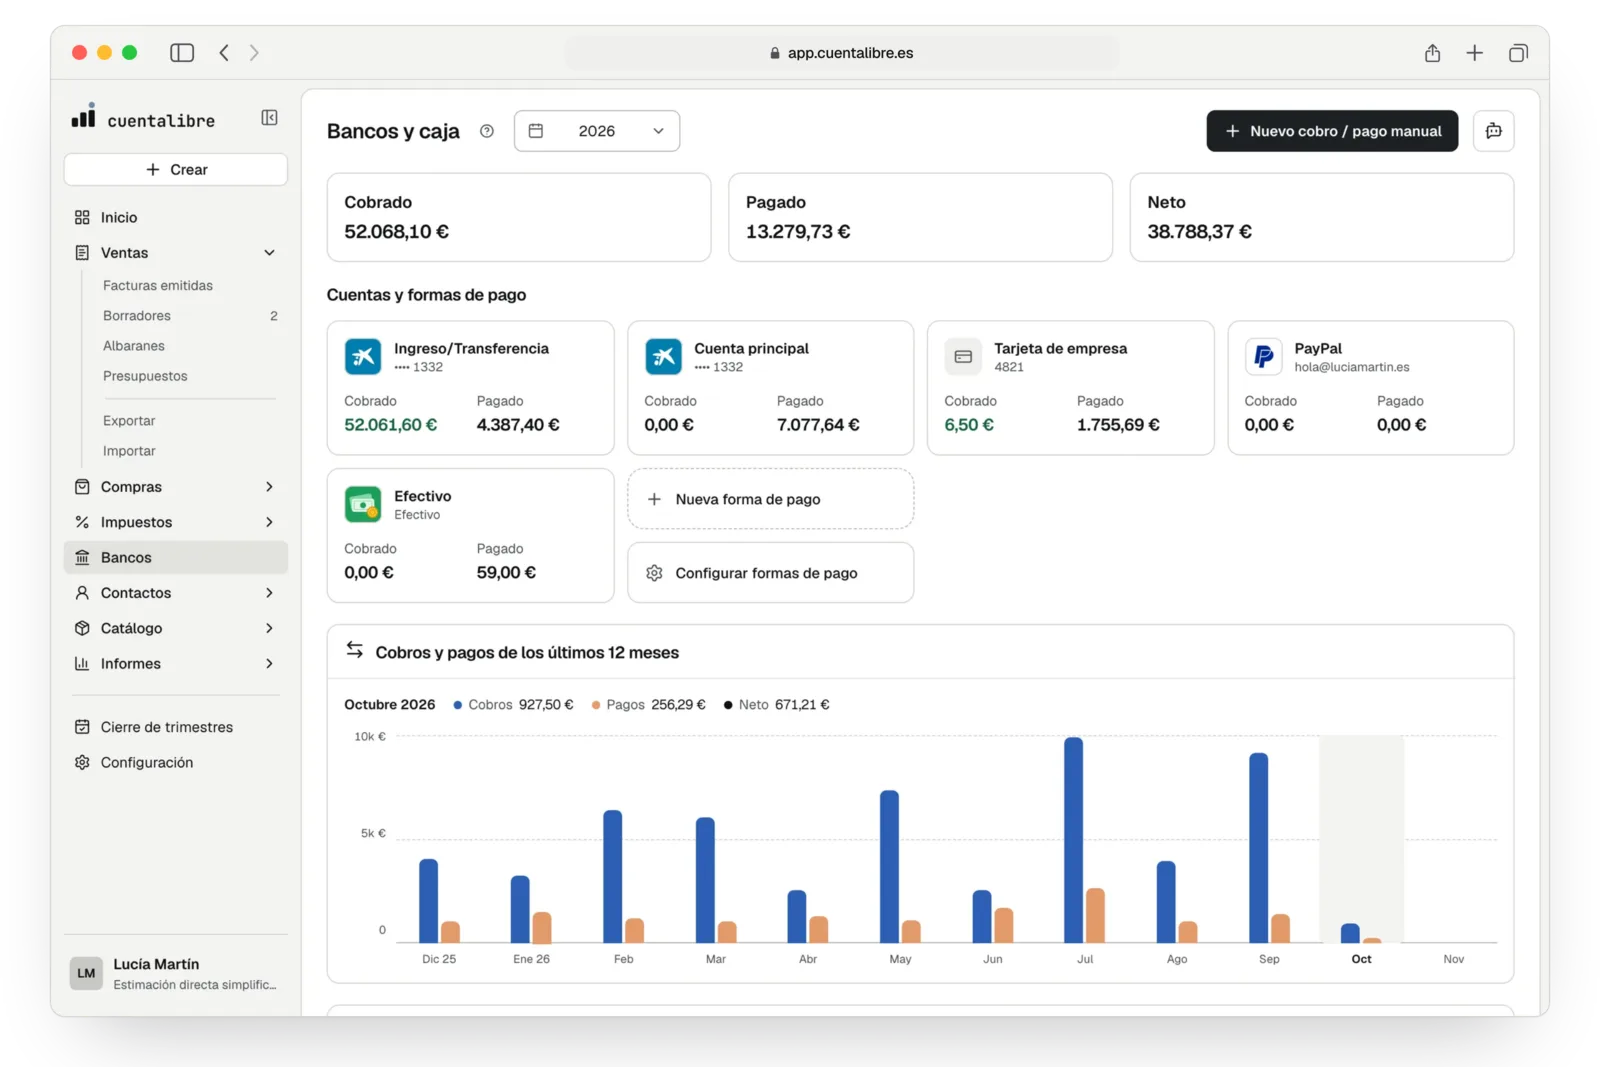 app.cuentalibre.es
cuentalibre
Crear
Inicio
Ventas
Facturas emitidas
Borradores 2
Albaranes
Presupuestos
Exportar
Importar
Compras
Impuestos
Bancos
Contactos
Catálogo
Informes
Cierre de trimestres
Configuración
LM
Lucía Martín
Estimación directa simplific...
Bancos y caja
2026
Nuevo cobro / pago manual
Cobrado
52.068,10 €
Pagado
13.279,73 €
Neto
38.788,37 €
Cuentas y formas de pago
Ingreso/Transferencia
•••• 1332
Cobrado Pagado
52.061,60 € 4.387,40 €
Cuenta principal
•••• 1332
Cobrado Pagado
0,00 € 7.077,64 €
Tarjeta de empresa
4821
Cobrado Pagado
6,50 € 1.755,69 €
PayPal
hola@luciamartin.es
Cobrado Pagado
0,00 € 0,00 €
Efectivo
Efectivo
Cobrado Pagado
0,00 € 59,00 €
Nueva forma de pago
Configurar formas de pago
Cobros y pagos de los últimos 12 meses
Octubre 2026 Cobros 927,50 € Pagos 256,29 € Neto 671,21 €
10k €
5k €
0
Dic 25 Ene 26 Feb Mar Abr May Jun Jul Ago Sep Oct Nov